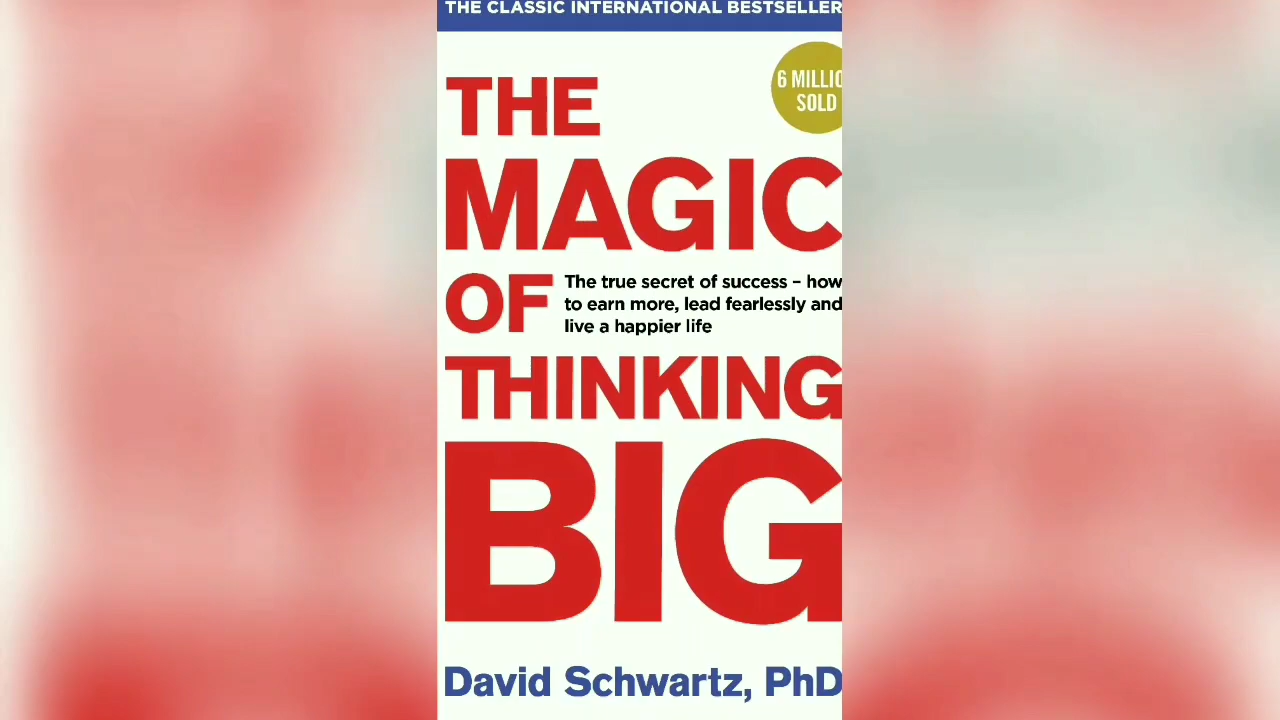 THE CLASSIC INTERNATIONAL BESTSELLER
6 MILLIO
SOLD
THE
MAGIC
OF
The true secret of success – how
to earn more, lead fearlessly and
live a happier life
THINKING
BIG
David Schwartz, PhD